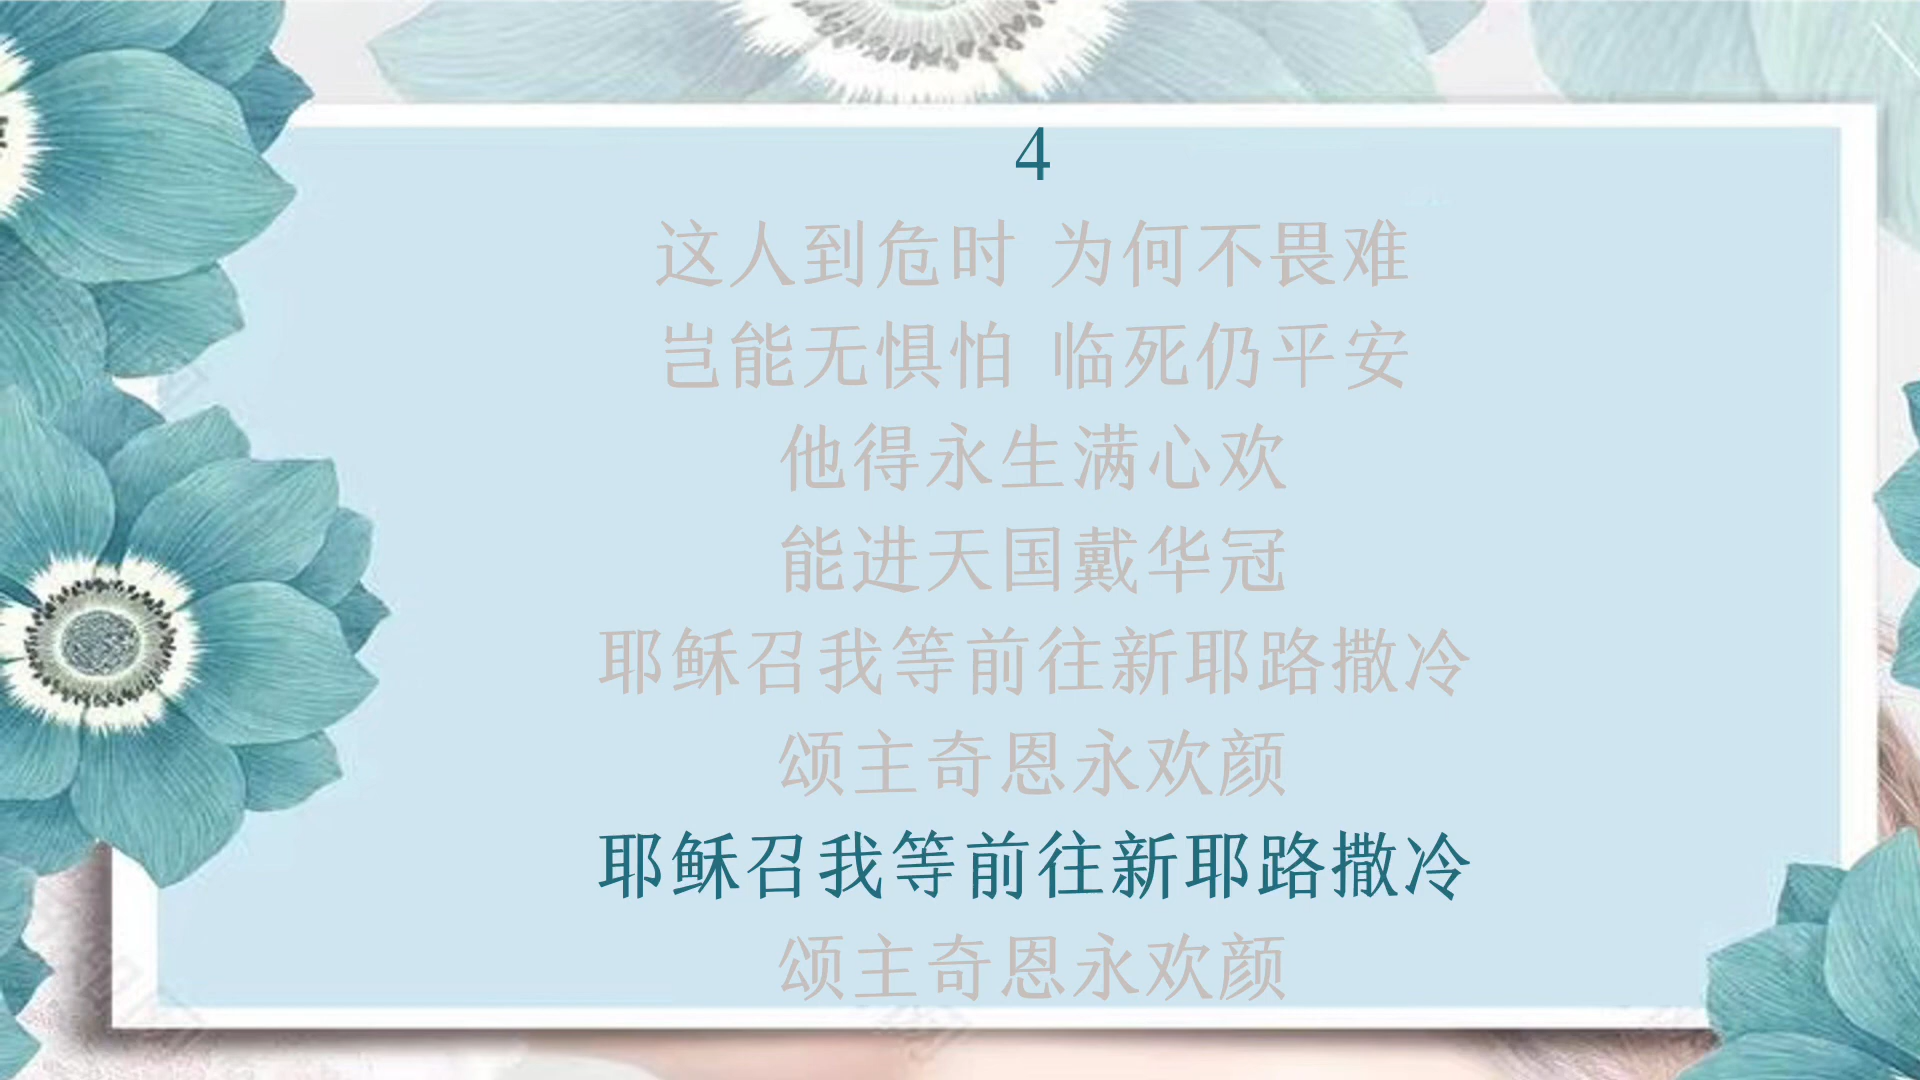 4
这人到危时 为何不畏难
岂能无惧怕 临死仍平安
他得永生满心欢
能进天国戴华冠
耶稣召我等前往新耶路撒冷
颂主奇恩永欢颜
耶稣召我等前往新耶路撒冷
颂主奇恩永欢颜